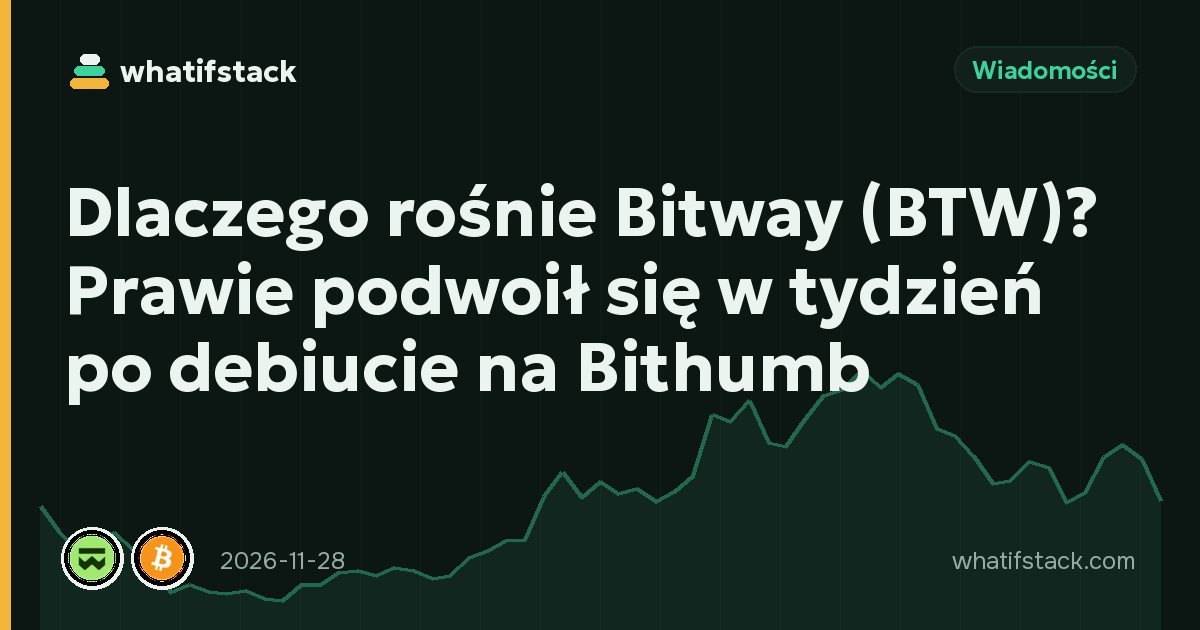 whatifstack
Wiadomości
Dlaczego rośnie Bitway (BTW)?
Prawie podwoił się w tydzień
po debiucie na Bithumb
2026-11-28
whatifstack.com